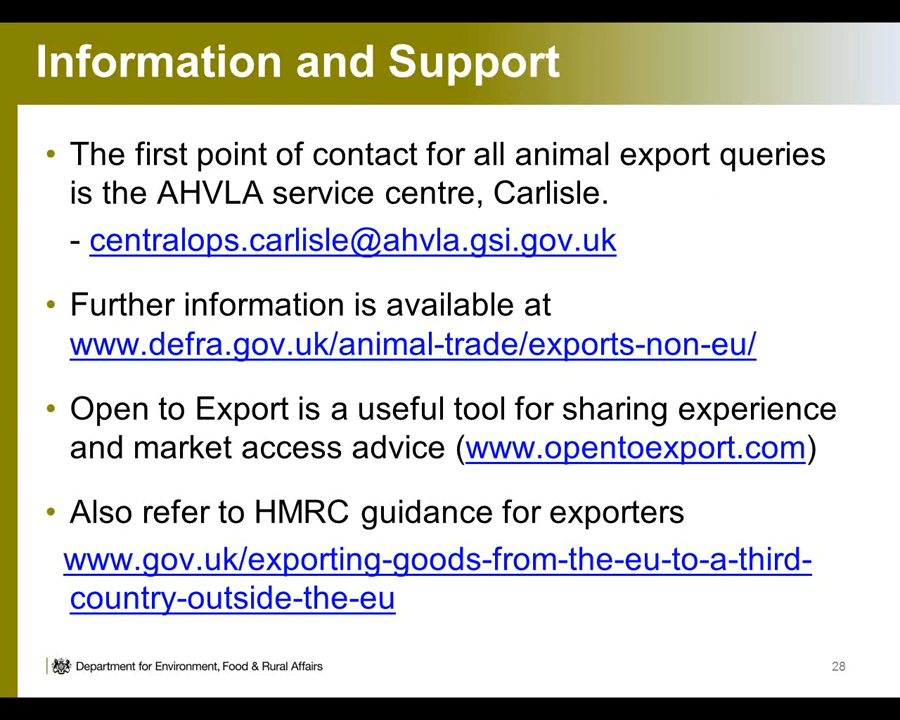 Information and Support
• The first point of contact for all animal export queries
is the AHVLA service centre, Carlisle.
- centralops.carlisle@ahvla.gsi.gov.uk
• Further information is available at
www.defra.gov.uk/animal-trade/exports-non-eu/
• Open to Export is a useful tool for sharing experience
and market access advice (www.opentoexport.com)
• Also refer to HMRC guidance for exporters
www.gov.uk/exporting-goods-from-the-eu-to-a-third-
country-outside-the-eu
Department for Environment, Food & Rural Affairs
28